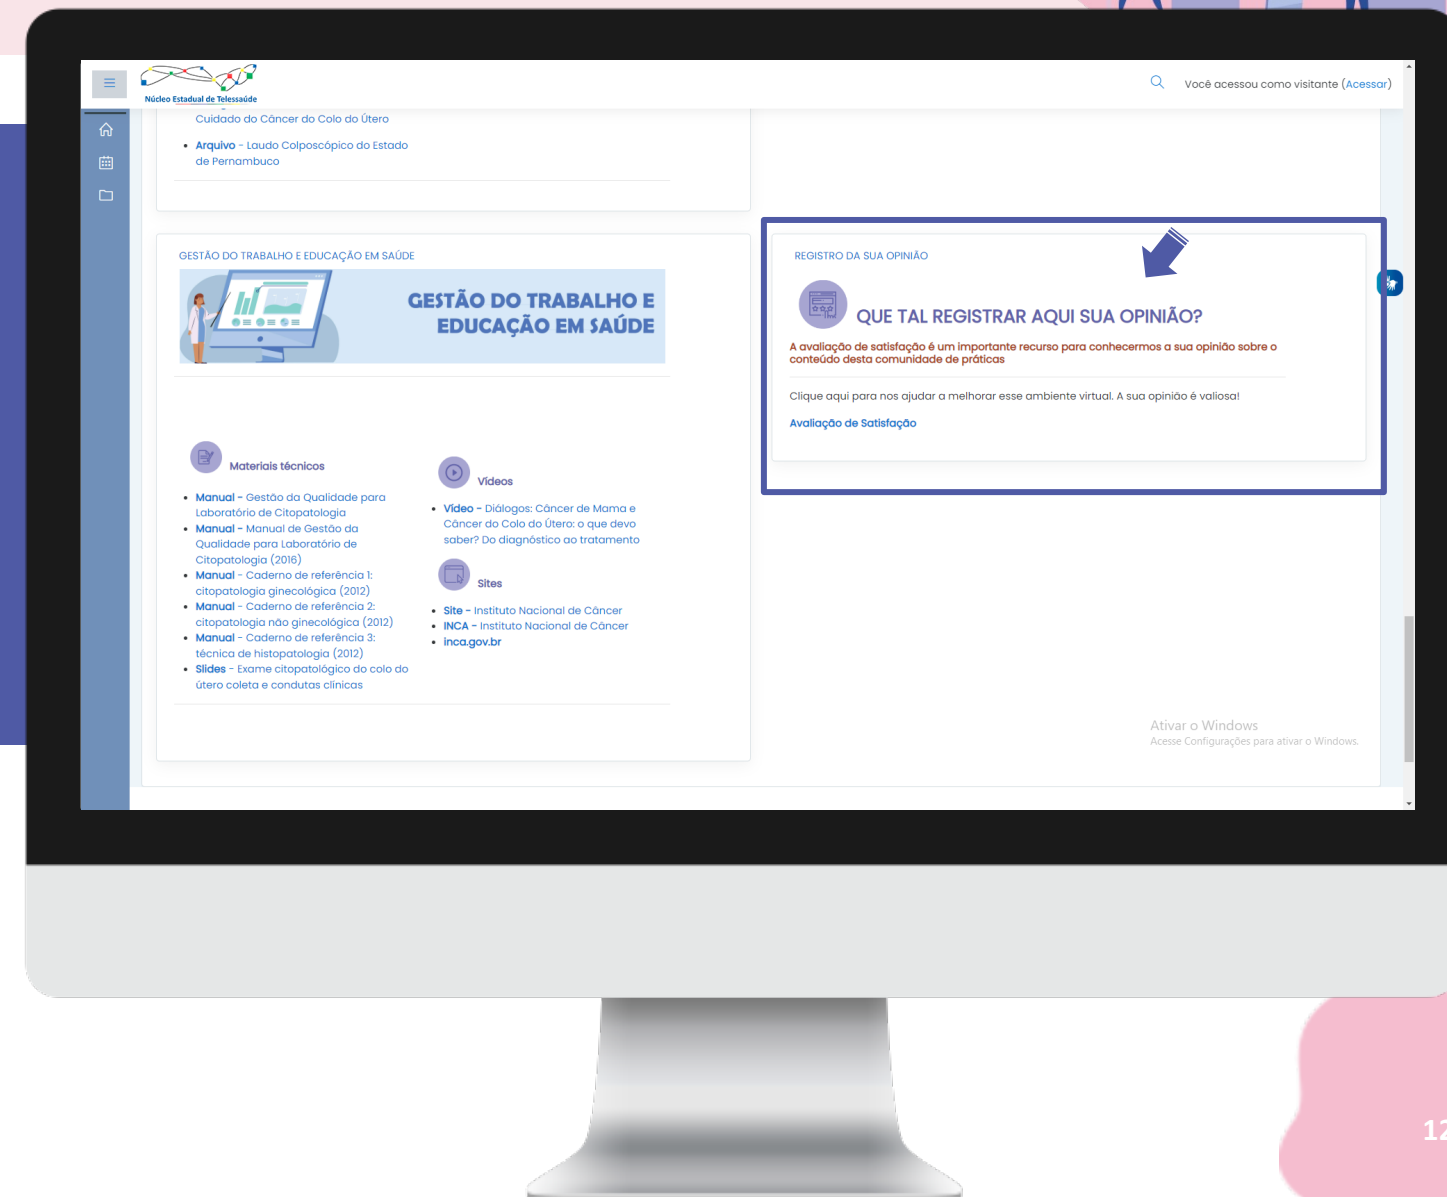 Núcleo Estadual de Telessaúde
Você acessou como visitante (Acessar)
Cuidado do Câncer do Colo do Útero
Arquivo - Laudo Colposcópico do Estado
de Pernambuco
GESTÃO DO TRABALHO E EDUCAÇÃO EM SAÚDE
GESTÃO DO TRABALHO E
EDUCAÇÃO EM SAÚDE
Materiais técnicos
Manual - Gestão da Qualidade para
Laboratório de Citopatologia
Manual - Manual de Gestão da
Qualidade para Laboratório de
Citopatologia (2016)
Manual - Caderno de referência 1:
citopatologia ginecológica (2012)
Manual - Caderno de referência 2:
citopatologia não ginecológica (2012)
Manual - Caderno de referência 3:
técnica de histopatologia (2012)
Slides - Exame citopatológico do colo do
útero coleta e condutas clínicas
Vídeos
Vídeo - Diálogos: Câncer de Mama e
Câncer do Colo do Útero: o que devo
saber? Do diagnóstico ao tratamento
Sites
Site - Instituto Nacional de Câncer
INCA - Instituto Nacional de Câncer
inca.gov.br
REGISTRO DA SUA OPINIÃO
QUE TAL REGISTRAR AQUI SUA OPINIÃO?
A avaliação de satisfação é um importante recurso para conhecermos a sua opinião sobre o
conteúdo desta comunidade de práticas
Clique aqui para nos ajudar a melhorar esse ambiente virtual. A sua opinião é valiosa!
Avaliação de Satisfação
Ativar o Windows
Acesse Configurações para ativar o Windows.
12